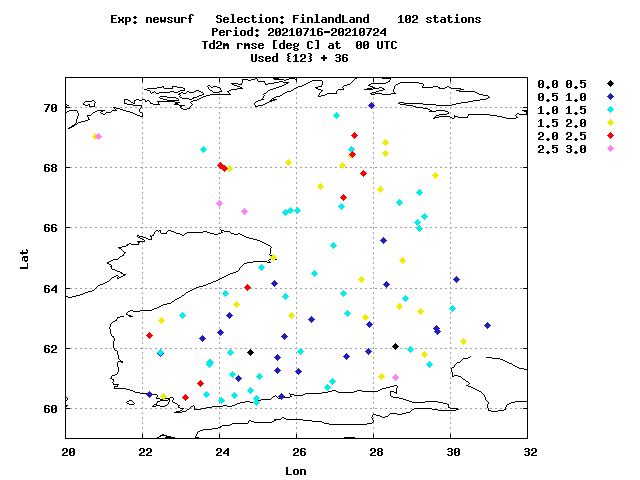 Exp: newsurf   Selection: FinlandLand    102 stations
Period: 20210716-20210724
Td2m rmse [deg C] at  00 UTC
Used {12} + 36
0.0 0.5
0.5 1.0
1.0 1.5
1.5 2.0
2.0 2.5
2.5 3.0
70
68
66
64
62
60
Lat
20 22 24 26 28 30 32
Lon